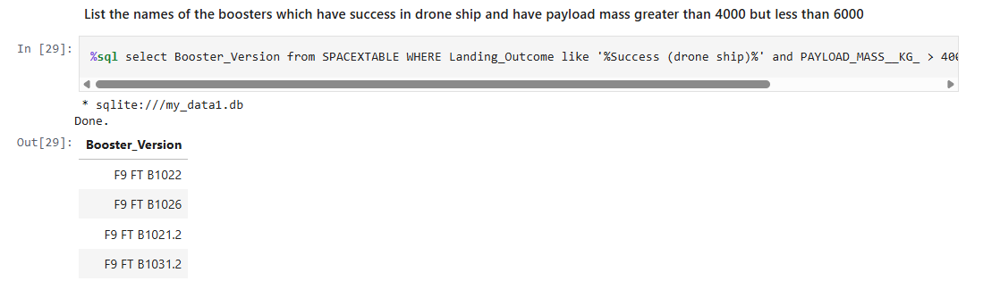 List the names of the boosters which have success in drone ship and have payload mass greater than 4000 but less than 6000
In [29]: %sql select Booster_Version from SPACEXTABLE WHERE Landing_Outcome like '%Success (drone ship)%' and PAYLOAD_MASS__KG_ >
* sqlite:///my_data1.db
Done.
Out[29]: Booster_Version
F9 FT B1022
F9 FT B1026
F9 FT B1021.2
F9 FT B1031.2